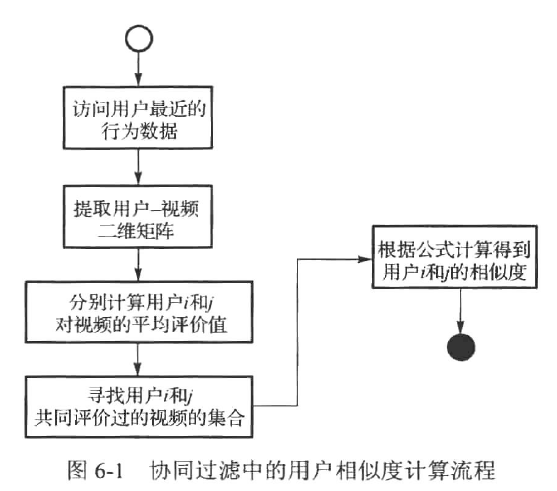 访问用户最近的
行为数据
提取用户–视频
二维矩阵
分别计算用户i和j
对视频的平均评价值
寻找用户i和j
共同评价过的视频的集合
根据公式计算得到
用户i和j的相似度
图 6-1 协同过滤中的用户相似度计算流程